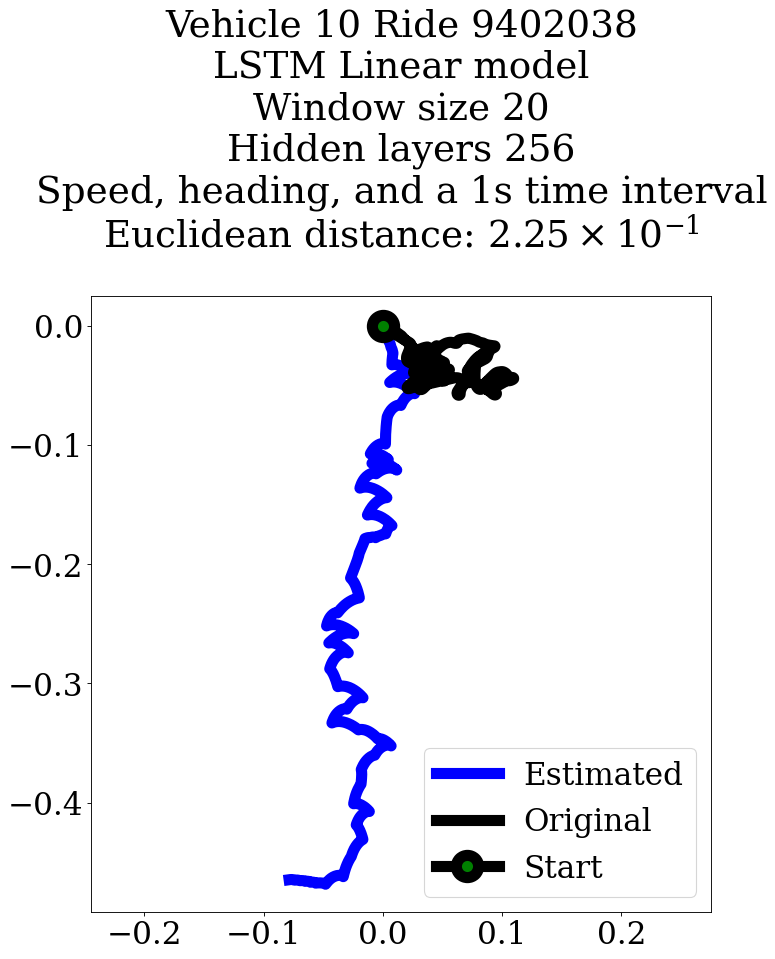 Vehicle 10 Ride 9402038
LSTM Linear model
Window size 20
Hidden layers 256
Speed, heading, and a 1s time interval
Euclidean distance: 2.25 × 10⁻¹
0.0
−0.1
−0.2
−0.3
−0.4
Estimated
Original
Start
−0.2 −0.1 0.0 0.1 0.2